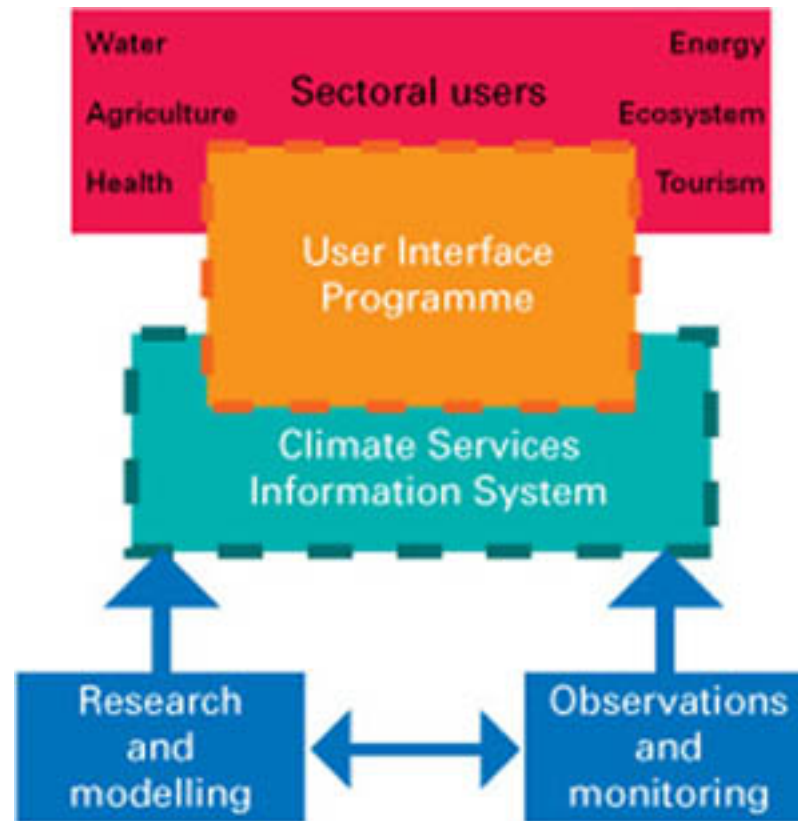 Water
Energy
Sectoral users
Agriculture
Ecosystem
Health
Tourism
User Interface
Programme
Climate Services
Information System
Research
and
modelling
Observations
and
monitoring